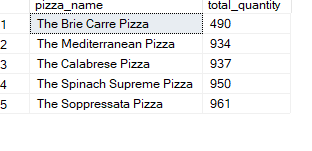 pizza_name total_quantity
1 The Brie Carre Pizza 490
2 The Mediterranean Pizza 934
3 The Calabrese Pizza 937
4 The Spinach Supreme Pizza 950
5 The Soppressata Pizza 961